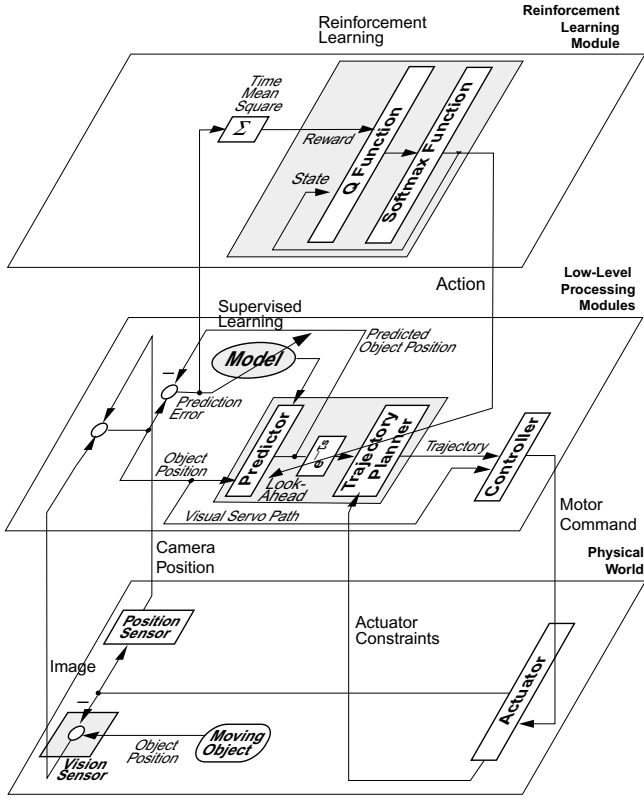 Reinforcement
Learning
Module
Reinforcement
Learning
Time
Mean
Square
Σ
Reward
State
Q Function
Softmax Function
Action
Low-Level
Processing
Modules
Supervised
Learning
Predicted
Object Position
Model
–
Prediction
Error
Object
Position
Predictor
e^-τs
Look-
Ahead
Trajectory
Planner
Trajectory
Controller
Visual Servo Path
Motor
Command
Camera
Position
Physical
World
Position
Sensor
Actuator
Constraints
Image
–
Actuator
Moving
Object
Object
Position
Vision
Sensor